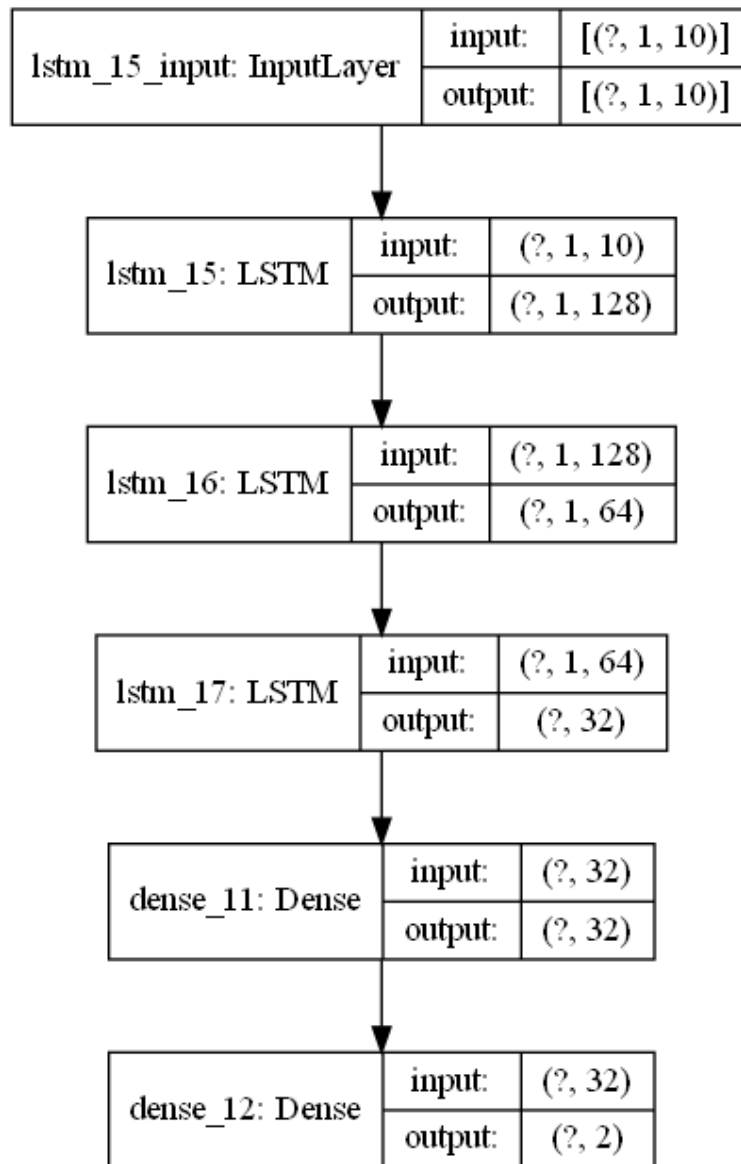 lstm_15_input: InputLayer
input: [(?, 1, 10)]
output: [(?, 1, 10)]
lstm_15: LSTM
input: (?, 1, 10)
output: (?, 1, 128)
lstm_16: LSTM
input: (?, 1, 128)
output: (?, 1, 64)
lstm_17: LSTM
input: (?, 1, 64)
output: (?, 32)
dense_11: Dense
input: (?, 32)
output: (?, 32)
dense_12: Dense
input: (?, 32)
output: (?, 2)